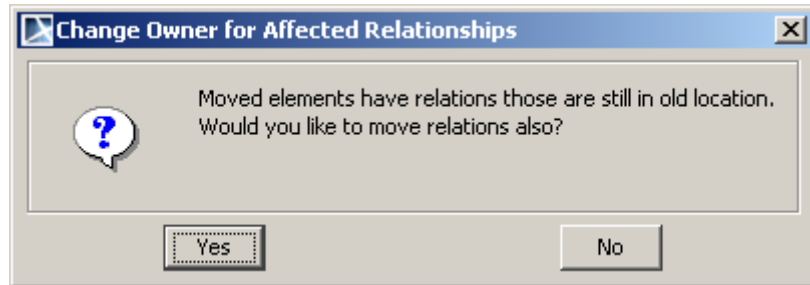 Change Owner for Affected Relationships
Moved elements have relations those are still in old location.
Would you like to move relations also?
Yes
No